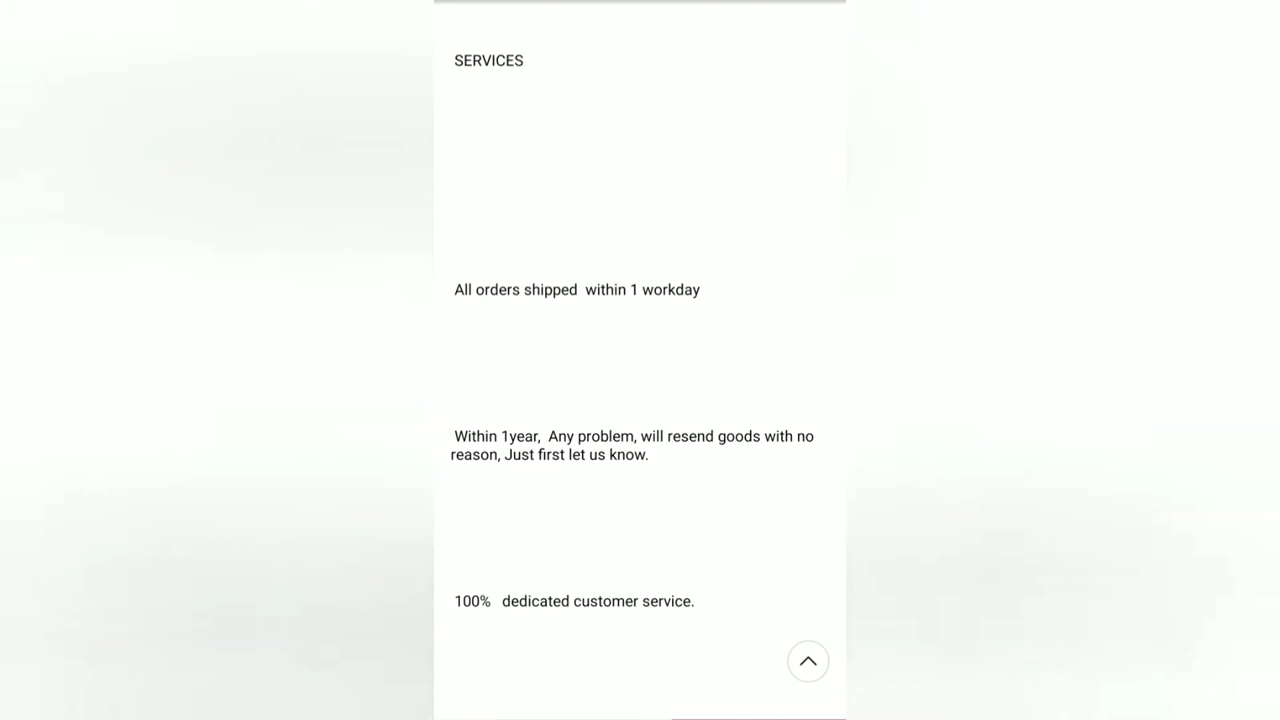 SERVICES
All orders shipped  within 1 workday
Within 1year,  Any problem, will resend goods with no
reason, Just first let us know.
100%   dedicated customer service.